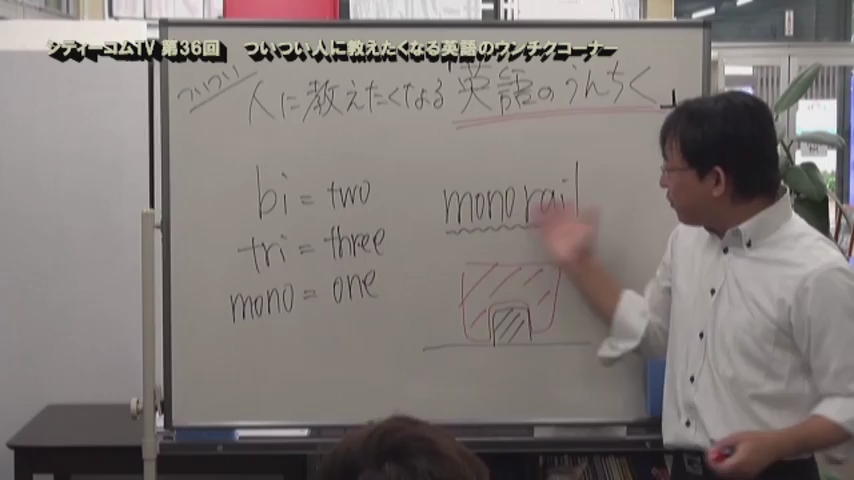 シティーコムTV 第36回 ついつい人に教えたくなる英語のウンチクコーナー
ついつい
人に教えたくなる英語のうんちく
bi = two
monorail
tri = three
mono = one